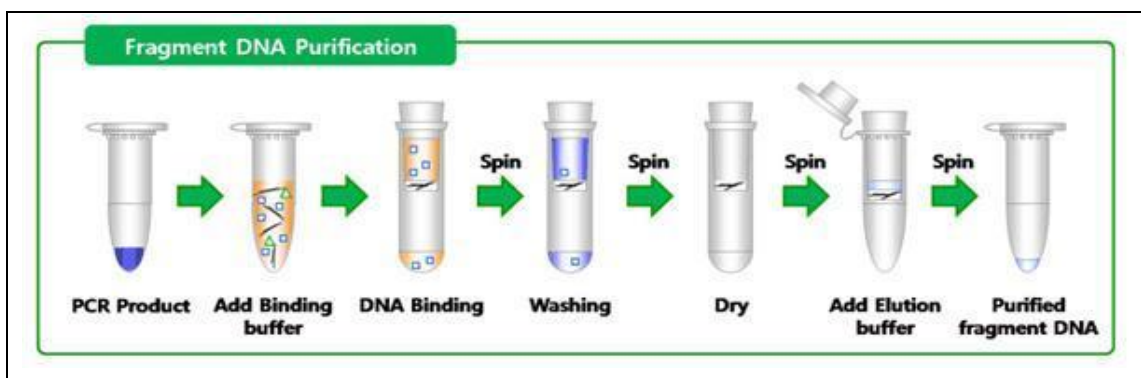 Fragment DNA Purification
Spin
Spin
Spin
Spin
PCR Product
Add Binding
buffer
DNA Binding
Washing
Dry
Add Elution
buffer
Purified
fragment DNA